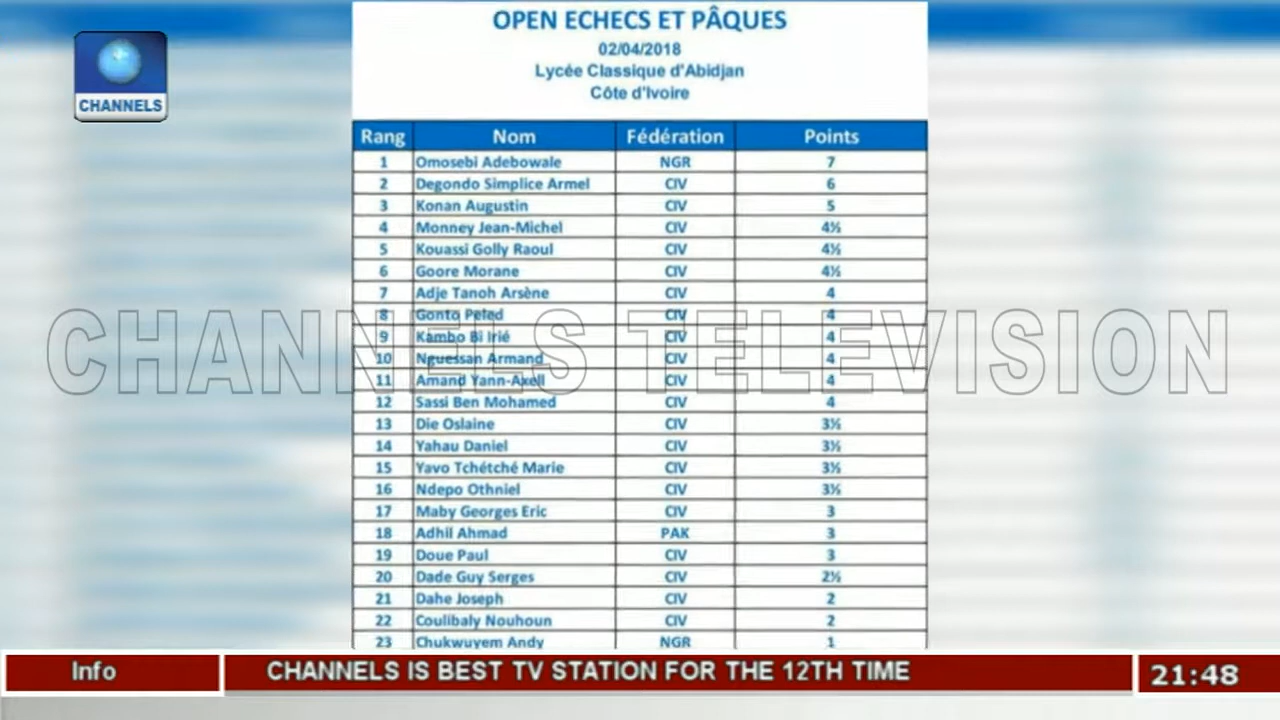 CHANNELS
OPEN ECHECS ET PÂQUES
02/04/2018
Lycée Classique d'Abidjan
Côte d'Ivoire
Rang Nom Fédération Points
1 Omosebi Adebowale NGR 7
2 Degondo Simplice Armel CIV 6
3 Konan Augustin CIV 5
4 Monney Jean-Michel CIV 4½
5 Kouassi Golly Raoul CIV 4½
6 Goore Morane CIV 4½
7 Adje Tanoh Arsène CIV 4
8 Gonto Peled CIV 4
9 Kambo Bi Irié CIV 4
10 Nguessan Armand CIV 4
11 Amand Yann-Axell CIV 4
12 Sassi Ben Mohamed CIV 4
13 Die Oslaine CIV 3½
14 Yahau Daniel CIV 3½
15 Yavo Tchétché Marie CIV 3½
16 Ndepo Othniel CIV 3½
17 Maby Georges Eric CIV 3
18 Adhil Ahmad PAK 3
19 Doue Paul CIV 3
20 Dade Guy Serges CIV 2½
21 Dahe Joseph CIV 2
22 Coulibaly Nouhoun CIV 2
23 Chukwuyem Andy NGR 1
CHANNELS TELEVISION
Info CHANNELS IS BEST TV STATION FOR THE 12TH TIME 21:48